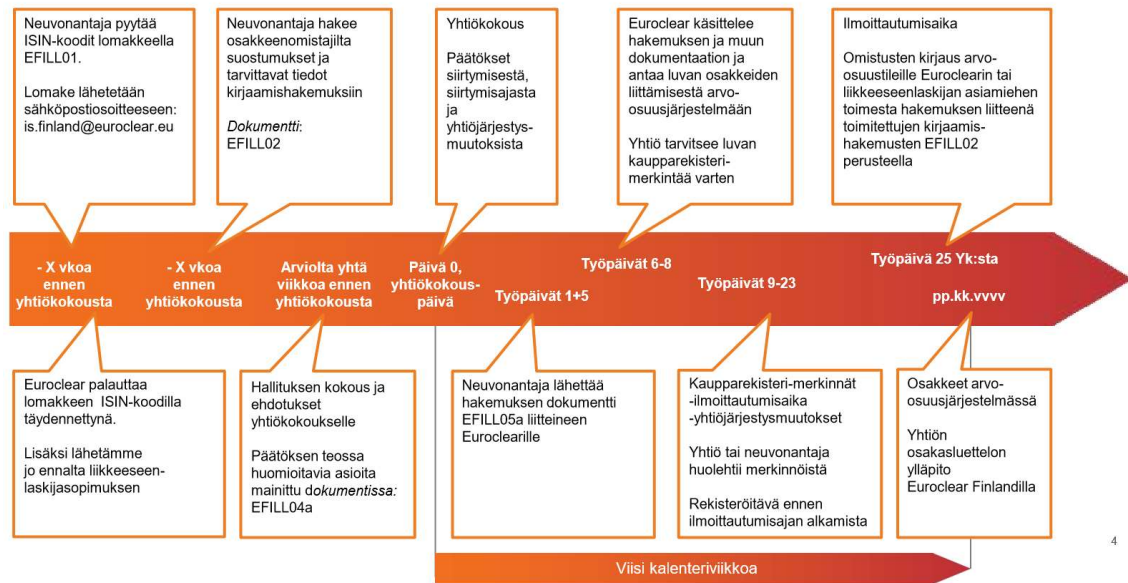 Neuvonantaja pyytää
ISIN-koodit lomakkeella
EFILL01.
Lomake lähetetään
sähköpostiosoitteeseen:
is.finland@euroclear.eu
Neuvonantaja hakee
osakkeenomistajilta
suostumukset ja
tarvittavat tiedot
kirjaamishakemuksiin
Dokumentti:
EFILL02
Yhtiökokous
Päätökset
siirtymisestä,
siirtymisajasta
ja
yhtiöjärjestys-
muutoksista
Euroclear käsittelee
hakemuksen ja muun
dokumentaation ja
antaa luvan osakkeiden
liittämisestä arvo-
osuusjärjestelmään
Yhtiö tarvitsee luvan
kaupparekisteri-
merkintää varten
Ilmoittautumisaika
Omistusten kirjaus arvo-
osuustileille Euroclearin tai
liikkeeseenlaskijan asiamiehen
toimesta hakemuksen liitteenä
toimitettujen kirjaamis-
hakemusten EFILL02
perusteella
- X vkoa
ennen
yhtiökokousta
- X vkoa
ennen
yhtiökokousta
Arviolta yhtä
viikkoa ennen
yhtiökokousta
Päivä 0,
yhtiökokous-
päivä
Työpäivät 1+5
Työpäivät 6-8
Työpäivät 9-23
Työpäivä 25 Yk:sta
pp.kk.vvvv
Euroclear palauttaa
lomakkeen ISIN-koodilla
täydennettynä.
Lisäksi lähetämme
jo ennalta liikkeeseen-
laskijasopimuksen
Hallituksen kokous ja
ehdotukset
yhtiökokoukselle
Päätöksen teossa
huomioitavia asioita
mainittu dokumentissa:
EFILL04a
Neuvonantaja lähettää
hakemuksen dokumentti
EFILL05a liitteineen
Euroclearille
Kaupparekisteri-merkinnät
-ilmoittautumisaika
-yhtiöjärjestysmuutokset
Yhtiö tai neuvonantaja
huolehtii merkinnöistä
Rekisteröitävä ennen
ilmoittautumisajan alkamista
Osakkeet arvo-
osuusjärjestelmässä
Yhtiön
osakasluettelon
ylläpito
Euroclear Finlandilla
4
Viisi kalenteriviikkoa